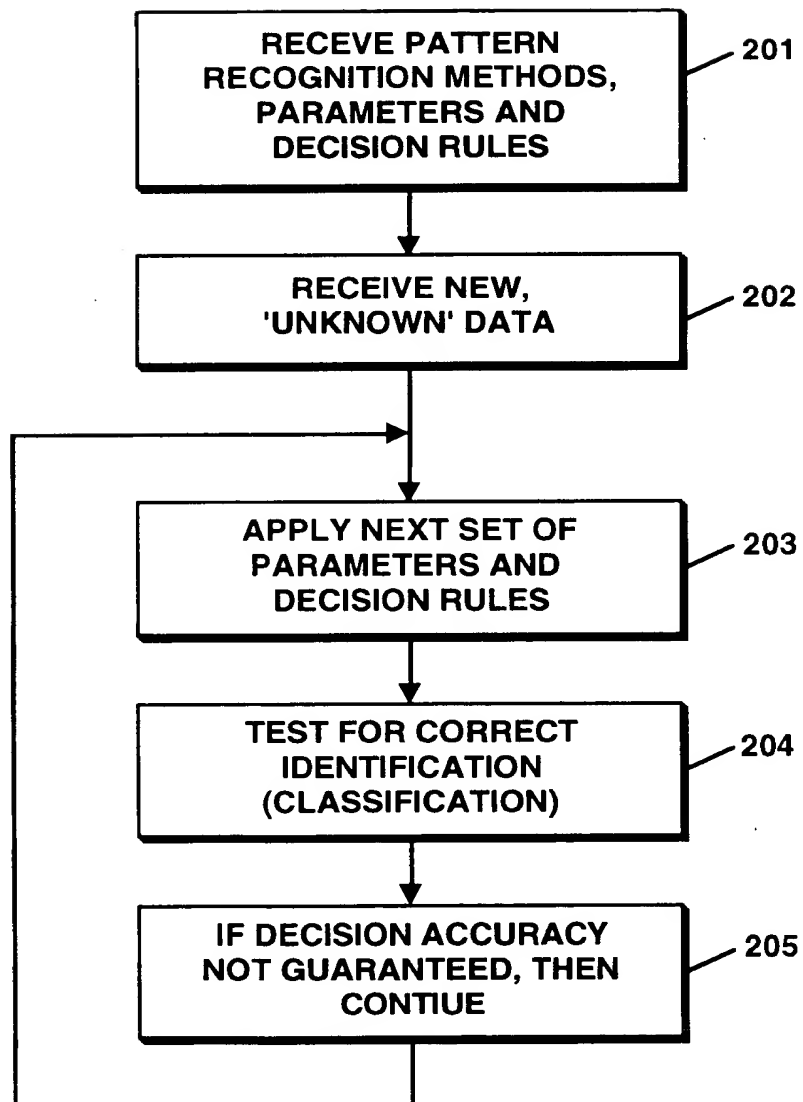 RECEVE PATTERN
RECOGNITION METHODS,
PARAMETERS AND
DECISION RULES
201
RECEIVE NEW,
'UNKNOWN' DATA
202
APPLY NEXT SET OF
PARAMETERS AND
DECISION RULES
203
TEST FOR CORRECT
IDENTIFICATION
(CLASSIFICATION)
204
IF DECISION ACCURACY
NOT GUARANTEED, THEN
CONTIUE
205